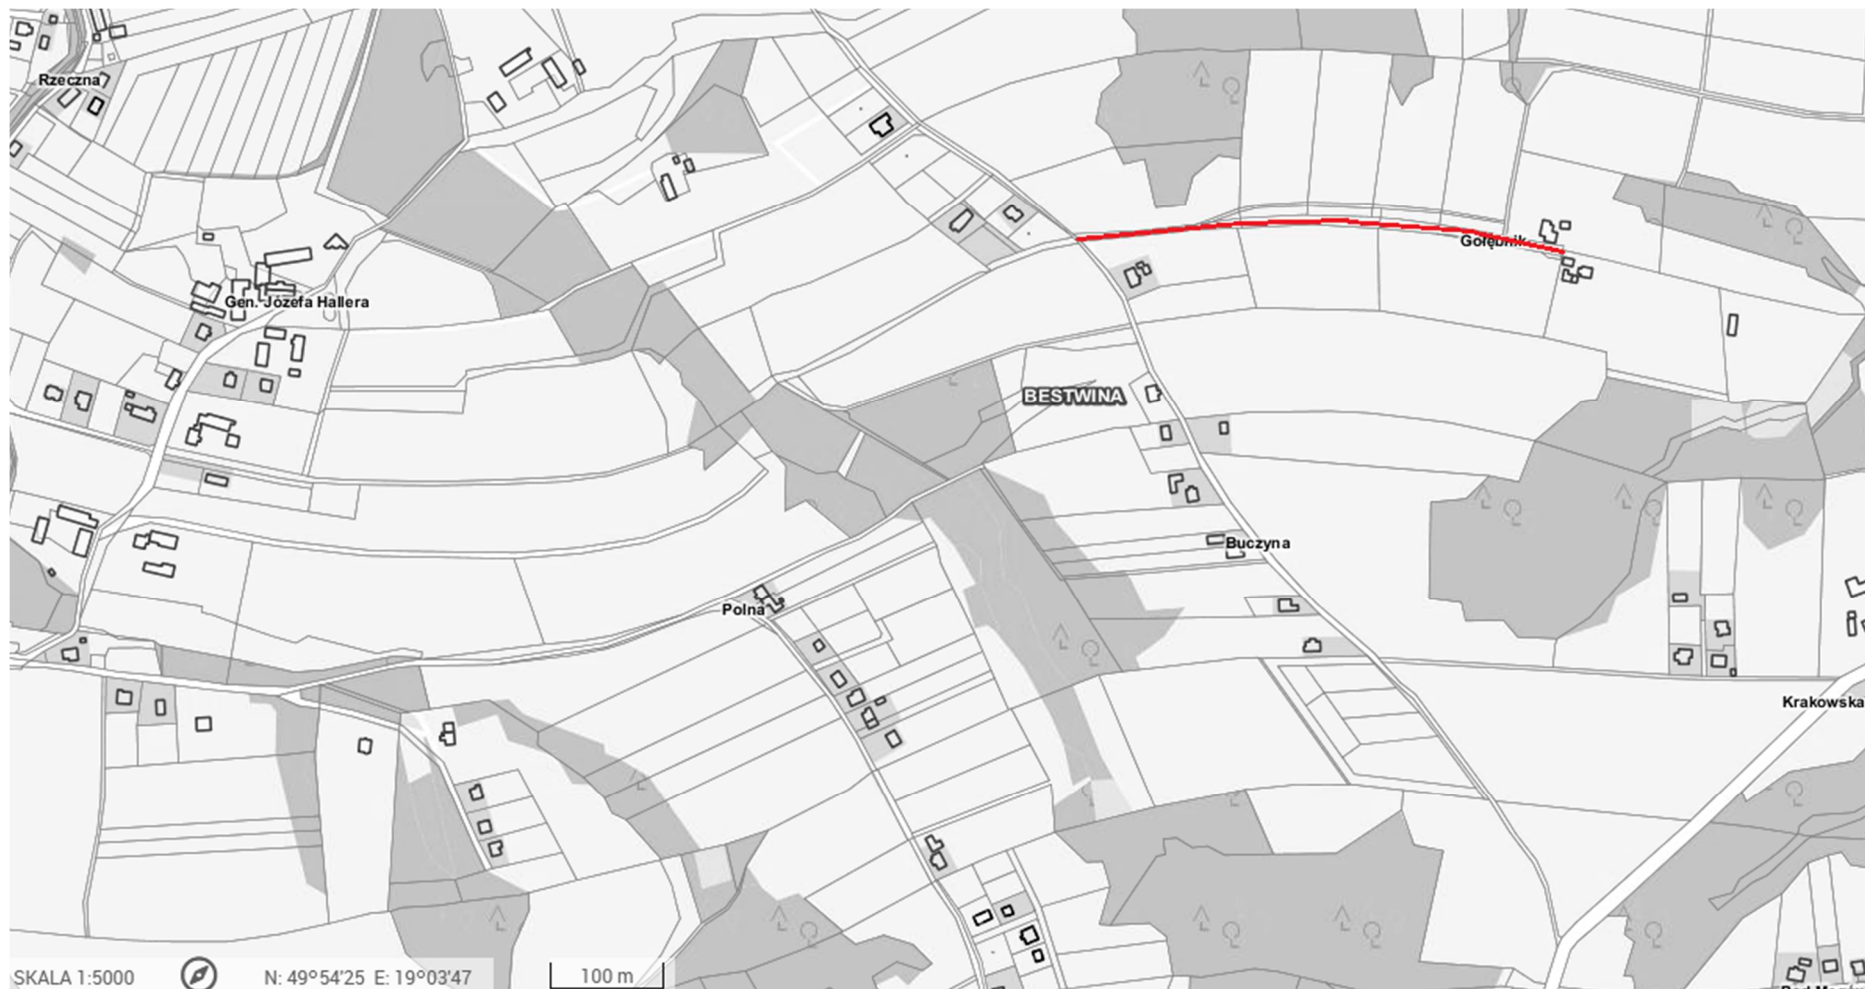 Rzeczna
Gołębnik
Gen. Józefa Hallera
BESTWINA
Buczyna
Polna
Krakowska
SKALA 1:5000
N: 49°54'25 E: 19°03'47
100 m